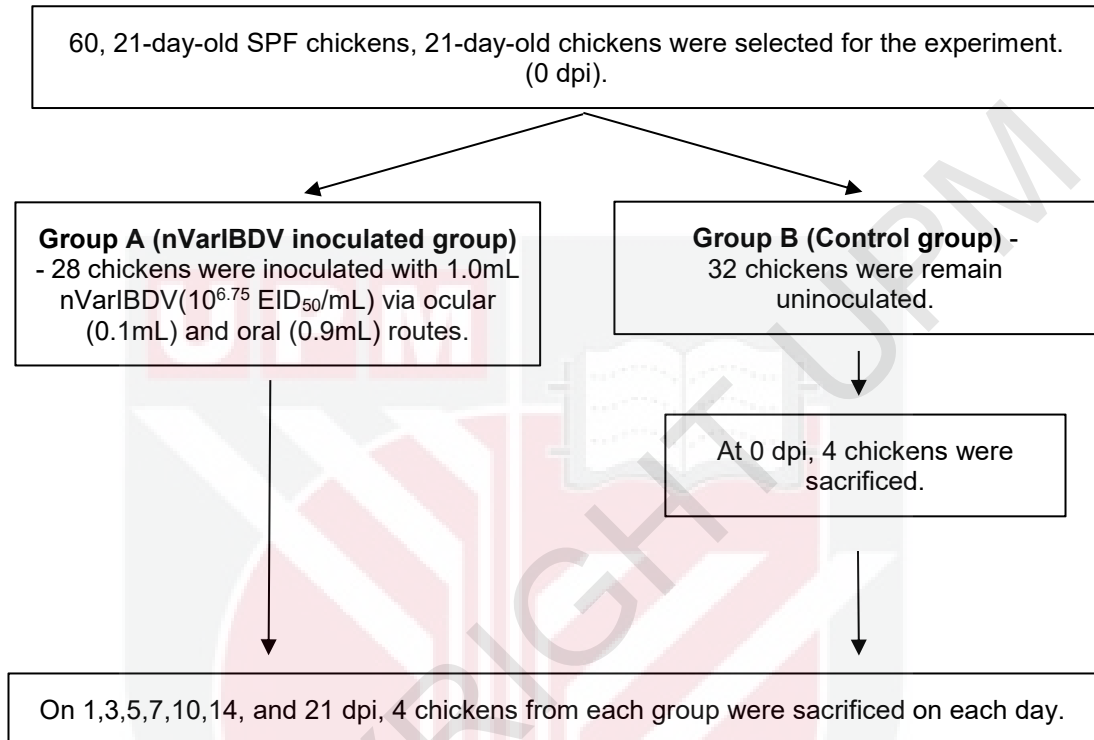 60, 21-day-old SPF chickens, 21-day-old chickens were selected for the experiment.
(0 dpi).
Group A (nVarIBDV inoculated group)
- 28 chickens were inoculated with 1.0mL
nVarIBDV(10^6.75 EID₅₀/mL) via ocular
(0.1mL) and oral (0.9mL) routes.
Group B (Control group) -
32 chickens were remain
uninoculated.
At 0 dpi, 4 chickens were
sacrificed.
On 1,3,5,7,10,14, and 21 dpi, 4 chickens from each group were sacrificed on each day.
UPM
YRIGHT UPM